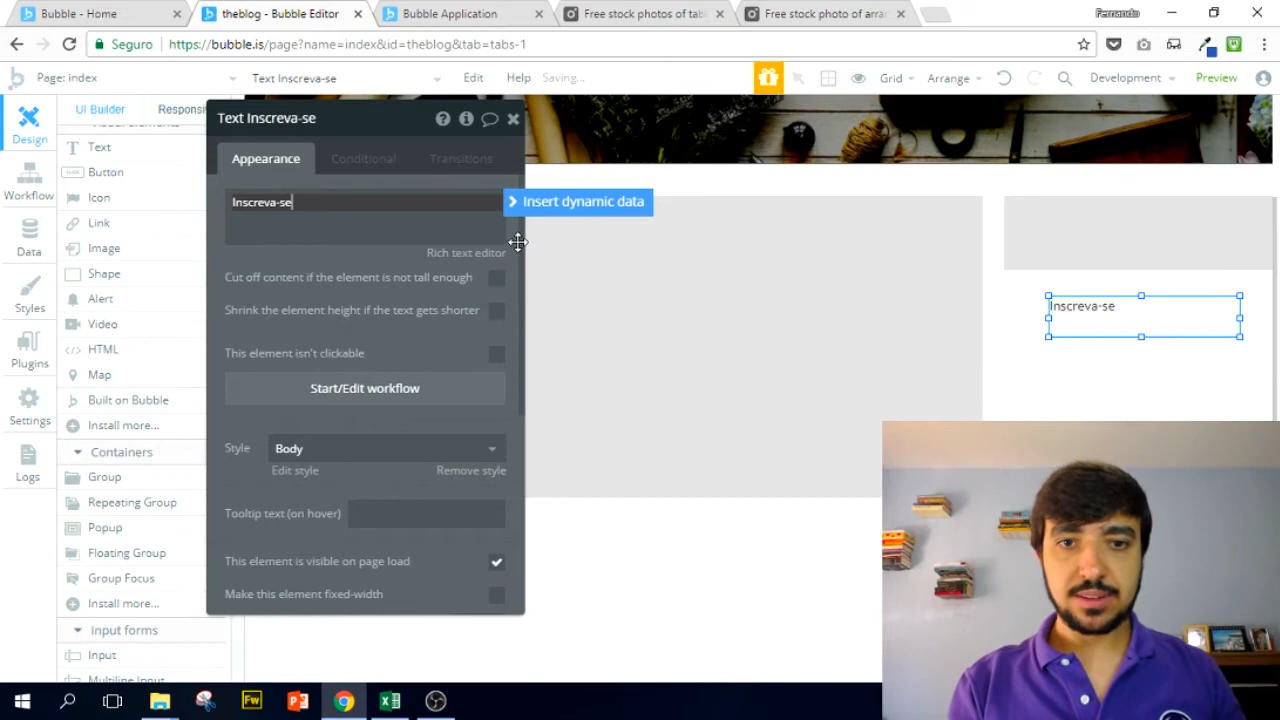 Bubble - Home
theblog - Bubble Editor
Bubble Application
Free stock photos of tab
Free stock photo of arran
Fernando
Seguro
https://bubble.is/page?name=index&id=theblog&tab=tabs-1
Page: index
Text Inscreva-se
Edit
Help
Saving...
Grid
Arrange
Development
Preview
UI Builder
Respons
Design
Workflow
Data
Styles
Plugins
Settings
Logs
Text
Button
Icon
Link
Image
Shape
Alert
Video
HTML
Map
Built on Bubble
Install more...
Containers
Group
Repeating Group
Popup
Floating Group
Group Focus
Install more...
Input forms
Input
Multiline Input
Text Inscreva-se
Appearance
Conditional
Transitions
Inscreva-se
Insert dynamic data
Rich text editor
Cut off content if the element is not tall enough
Shrink the element height if the text gets shorter
This element isn't clickable
Start/Edit workflow
Style
Body
Edit style
Remove style
Tooltip text (on hover)
This element is visible on page load
Make this element fixed-width
Inscreva-se
Fw